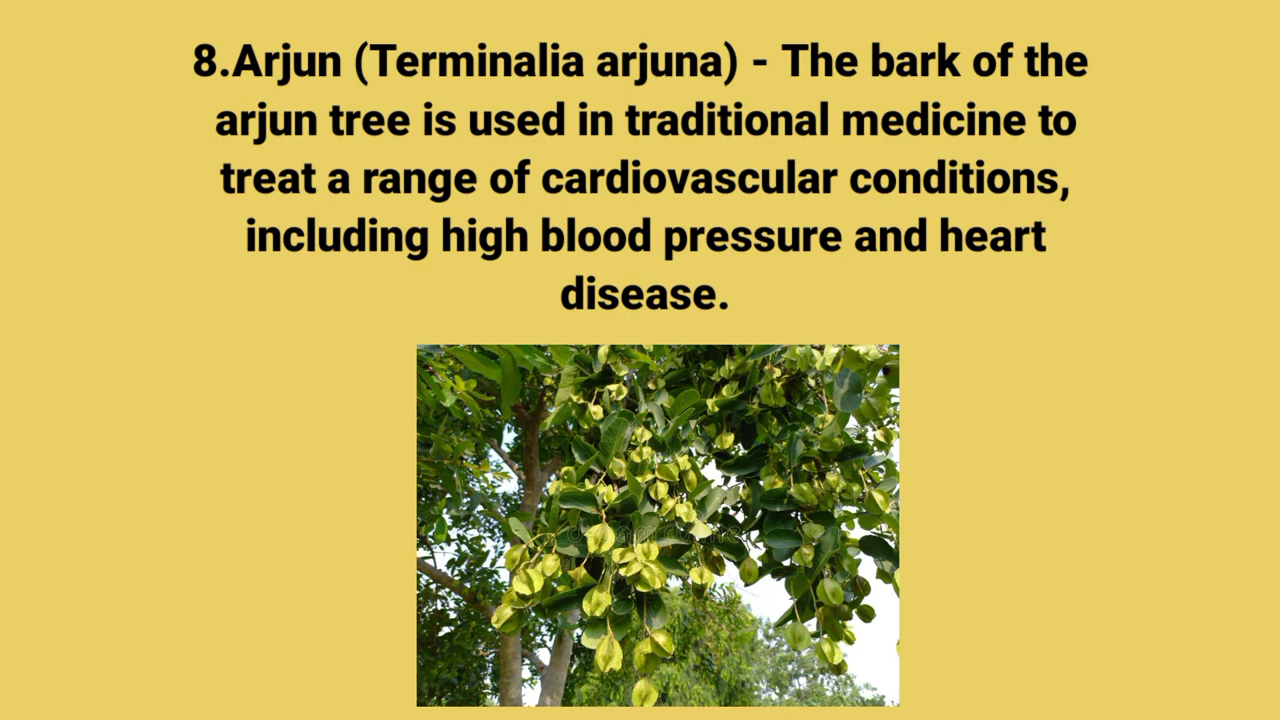 8.Arjun (Terminalia arjuna) - The bark of the
arjun tree is used in traditional medicine to
treat a range of cardiovascular conditions,
including high blood pressure and heart
disease.